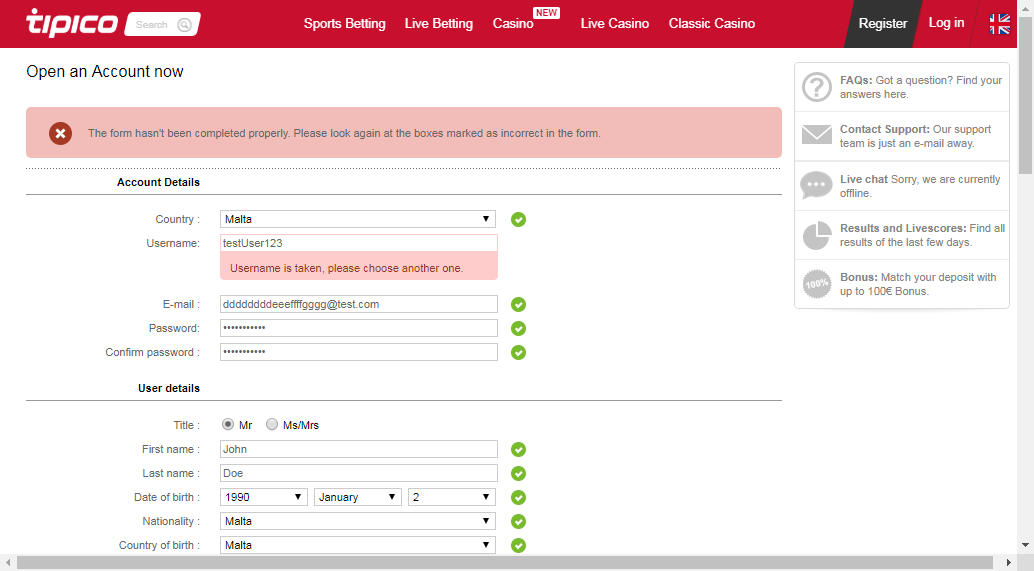 tipico
Search
Sports Betting
Live Betting
Casino
NEW
Live Casino
Classic Casino
Register
Log in
Open an Account now
The form hasn't been completed properly. Please look again at the boxes marked as incorrect in the form.
Account Details
Country :
Malta
Username:
testUser123
Username is taken, please choose another one.
E-mail :
ddddddddeeeffffgggg@test.com
Password:
•••••••••••
Confirm password :
•••••••••••
User details
Title :
Mr
Ms/Mrs
First name :
John
Last name :
Doe
Date of birth :
1990
January
2
Nationality :
Malta
Country of birth :
Malta
FAQs: Got a question? Find your
answers here.
Contact Support: Our support
team is just an e-mail away.
Live chat Sorry, we are currently
offline.
Results and Livescores: Find all
results of the last few days.
100%
Bonus: Match your deposit with
up to 100€ Bonus.